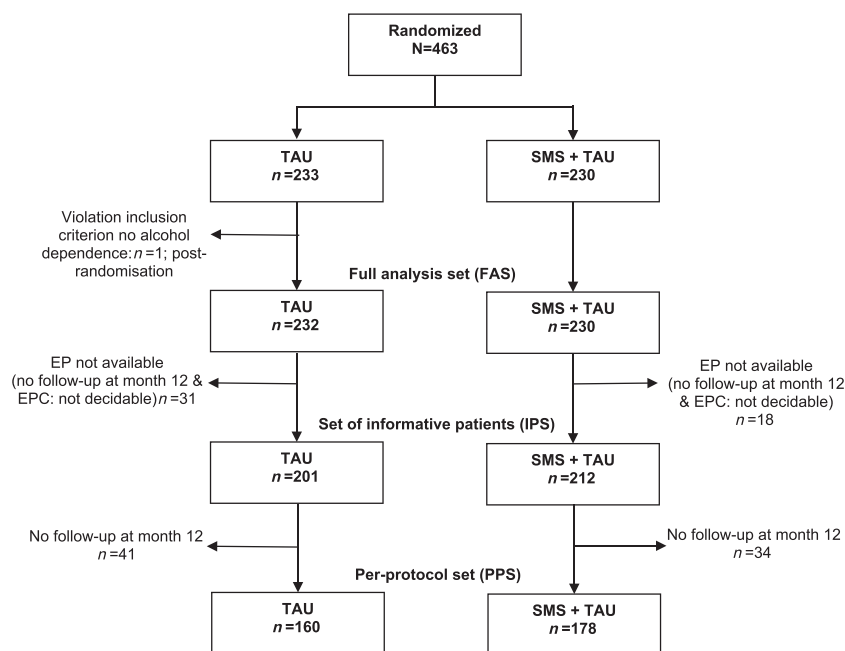 Randomized
N=463
TAU
n=233
SMS + TAU
n=230
Violation inclusion
criterion no alcohol
dependence: n=1; post-
randomisation
Full analysis set (FAS)
TAU
n=232
SMS + TAU
n=230
EP not available
(no follow-up at month 12 &
EPC: not decidable) n=31
EP not available
(no follow-up at month 12
& EPC: not decidable)
n=18
Set of informative patients (IPS)
TAU
n=201
SMS + TAU
n=212
No follow-up at month 12
n=41
No follow-up at month 12
n=34
Per-protocol set (PPS)
TAU
n=160
SMS + TAU
n=178